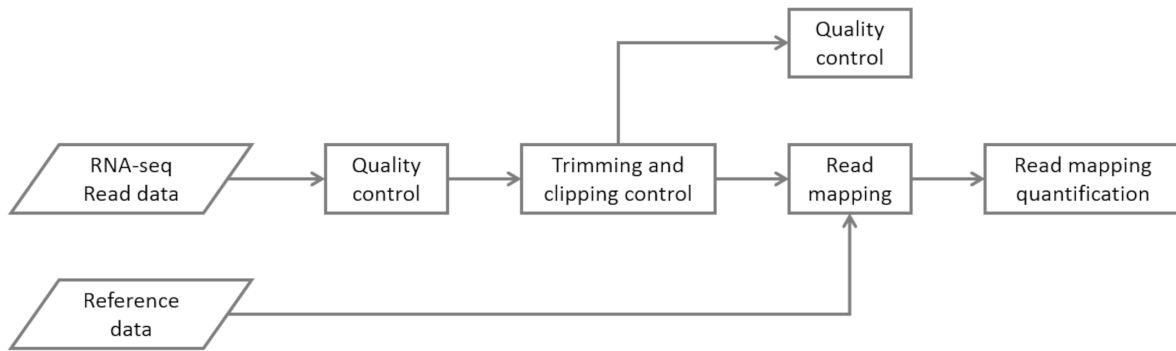 Quality
control
RNA-seq
Read data
Quality
control
Trimming and
clipping control
Read
mapping
Read mapping
quantification
Reference
data